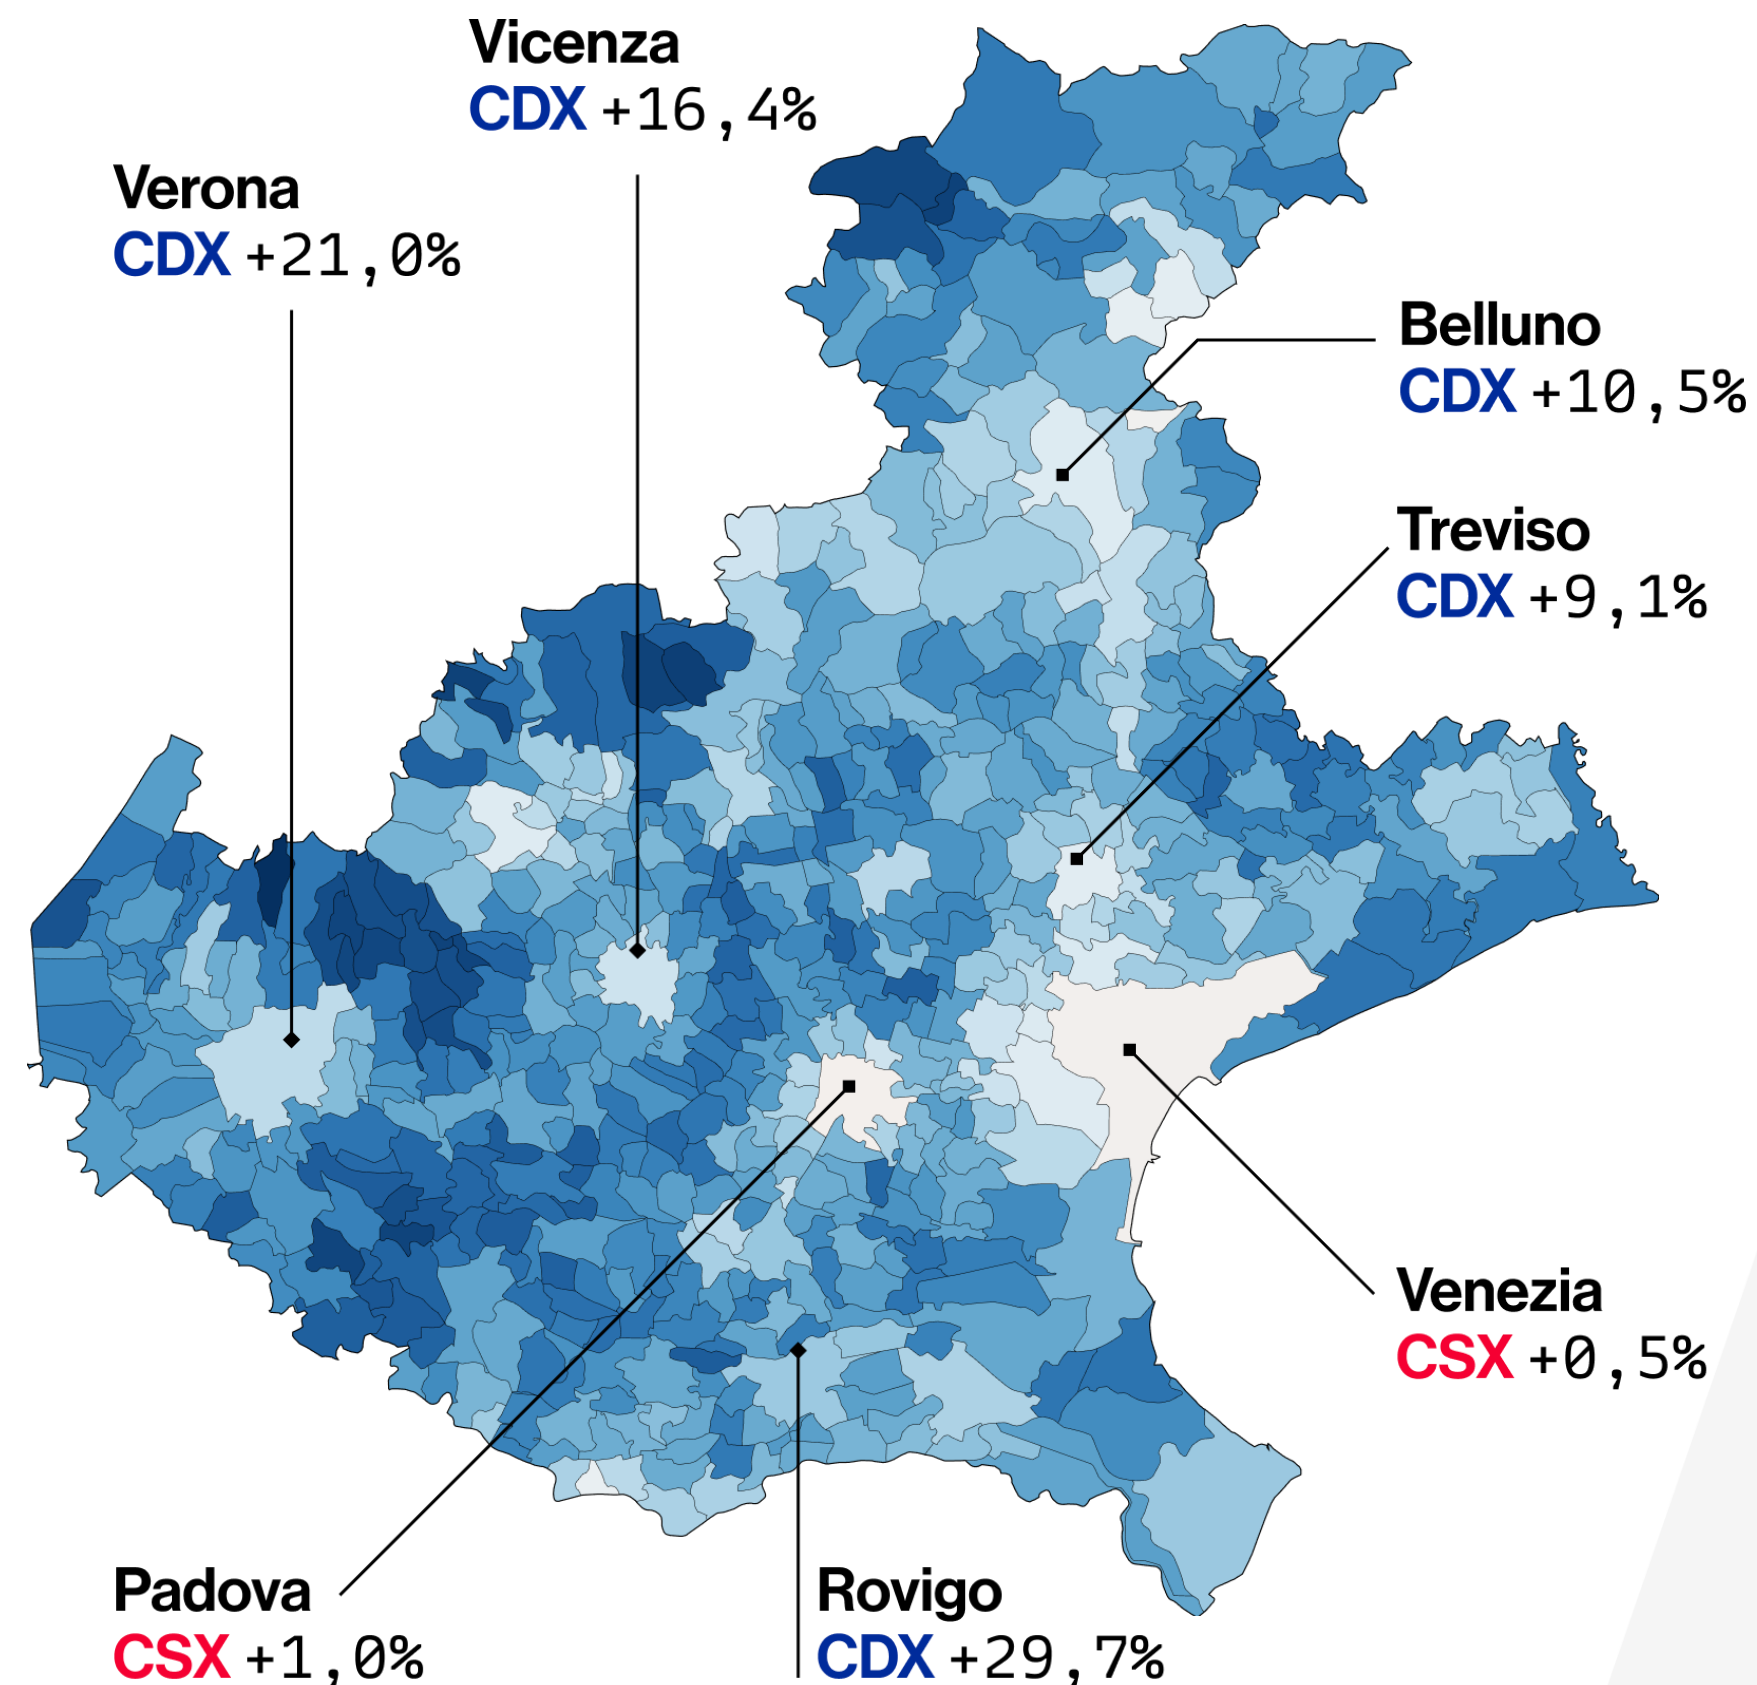 Vicenza
CDX +16,4%
Verona
CDX +21,0%
Belluno
CDX +10,5%
Treviso
CDX +9,1%
Venezia
CSX +0,5%
Padova
CSX +1,0%
Rovigo
CDX +29,7%